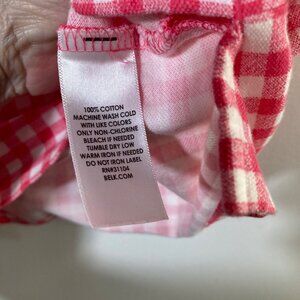 100% COTTON
MACHINE WASH COLD
WITH LIKE COLORS
ONLY NON-CHLORINE
BLEACH IF NEEDED
TUMBLE DRY LOW
WARM IRON IF NEEDED
DO NOT IRON LABEL
RN#31104
BELK.COM